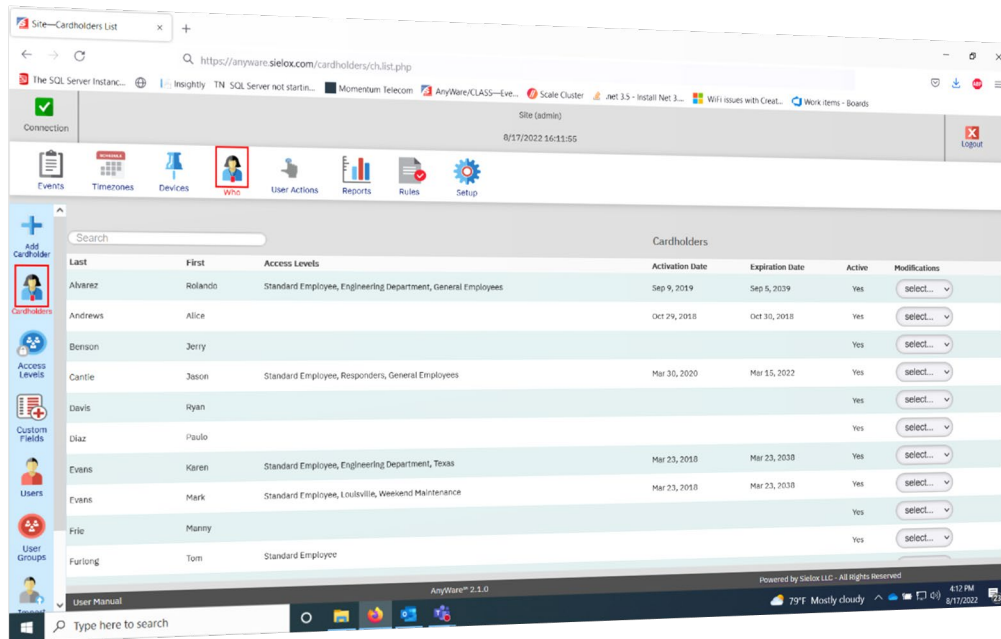 Site—Cardholders List
https://anyware.sielox.com/cardholders/ch.list.php
The SQL Server Instanc...
Insightly
TN SQL Server not startin...
Momentum Telecom
AnyWare/CLASS—Eve...
Scale Cluster
.net 3.5 - Install Net 3....
WiFi issues with Creat...
Work items - Boards
Connection
Site (admin)
8/17/2022 16:11:55
Logout
Events
SCHEDULE
Timezones
Devices
Who
User Actions
Reports
Rules
Setup
Add
Cardholder
Cardholders
Access
Levels
Custom
Fields
Users
User
Groups
Search
Cardholders
Last First Access Levels Activation Date Expiration Date Active Modifications
Alvarez Rolando Standard Employee, Engineering Department, General Employees Sep 9, 2019 Sep 5, 2039 Yes select...
Andrews Alice Oct 29, 2018 Oct 30, 2018 Yes select...
Benson Jerry Yes select...
Cantie Jason Standard Employee, Responders, General Employees Mar 30, 2020 Mar 15, 2022 Yes select...
Davis Ryan Yes select...
Diaz Paulo Yes select...
Evans Karen Standard Employee, Engineering Department, Texas Mar 23, 2018 Mar 23, 2038 Yes select...
Evans Mark Standard Employee, Louisville, Weekend Maintenance Mar 23, 2018 Mar 23, 2038 Yes select...
Frie Manny Yes select...
Furlong Tom Standard Employee Yes select...
User Manual
AnyWare℠ 2.1.0
Powered by Sielox LLC - All Rights Reserved
Type here to search
79°F Mostly cloudy
4:12 PM
8/17/2022